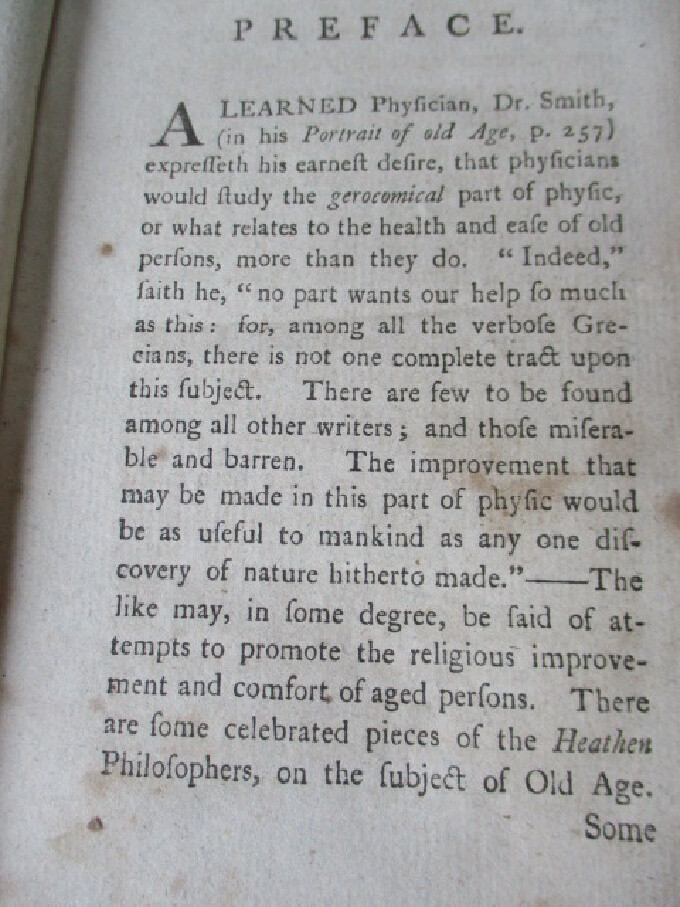 PREFACE.
A LEARNED Phyſician, Dr. Smith,
(in his Portrait of old Age, p. 257)
expreſſeth his earneſt deſire, that phyſicians
would ſtudy the gerocomical part of phyſic,
or what relates to the health and eaſe of old
perſons, more than they do. “ Indeed,”
ſaith he, “ no part wants our help ſo much
as this : for, among all the verboſe Gre-
cians, there is not one complete tract upon
this ſubject. There are few to be found
among all other writers ; and thoſe miſera-
ble and barren. The improvement that
may be made in this part of phyſic would
be as uſeful to mankind as any one diſ-
covery of nature hitherto made.”——The
like may, in ſome degree, be ſaid of at-
tempts to promote the religious improve-
ment and comfort of aged perſons. There
are ſome celebrated pieces of the Heathen
Philoſophers, on the ſubject of Old Age.
Some